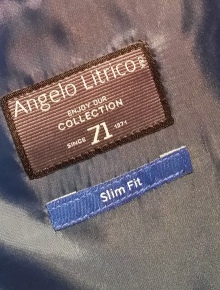 Angelo Litrico
ENJOY OUR
COLLECTION
SINCE 71 1971
Slim Fit